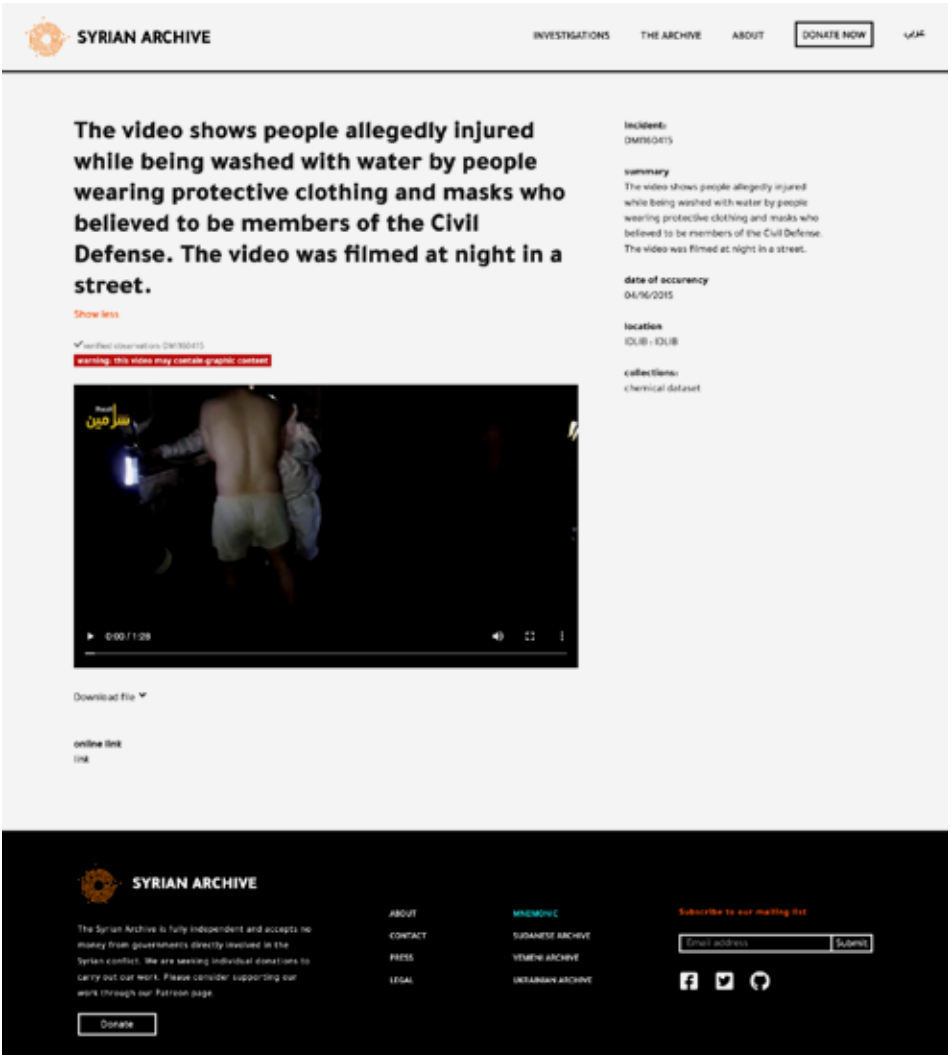 SYRIAN ARCHIVE
INVESTIGATIONS
THE ARCHIVE
ABOUT
DONATE NOW
عربي
The video shows people allegedly injured
while being washed with water by people
wearing protective clothing and masks who
believed to be members of the Civil
Defense. The video was filmed at night in a
street.
Show less
verified observation: DM1160415
warning: this video may contain graphic content
سرمين
0:00 / 1:28
Download file
online link
link
Incident:
DM1160415
summary
The video shows people allegedly injured
while being washed with water by people
wearing protective clothing and masks who
believed to be members of the Civil Defense.
The video was filmed at night in a street.
date of occurency
04/16/2015
location
IDLIB : IDLIB
collections:
chemical dataset
SYRIAN ARCHIVE
The Syrian Archive is fully independent and accepts no
money from governments directly involved in the
Syrian conflict. We are seeking individual donations to
carry out our work. Please consider supporting our
work through our Patreon page.
Donate
ABOUT
CONTACT
PRESS
LEGAL
MNEMONIC
SUDANESE ARCHIVE
YEMENI ARCHIVE
UKRAINIAN ARCHIVE
Subscribe to our mailing list
Email address
Submit